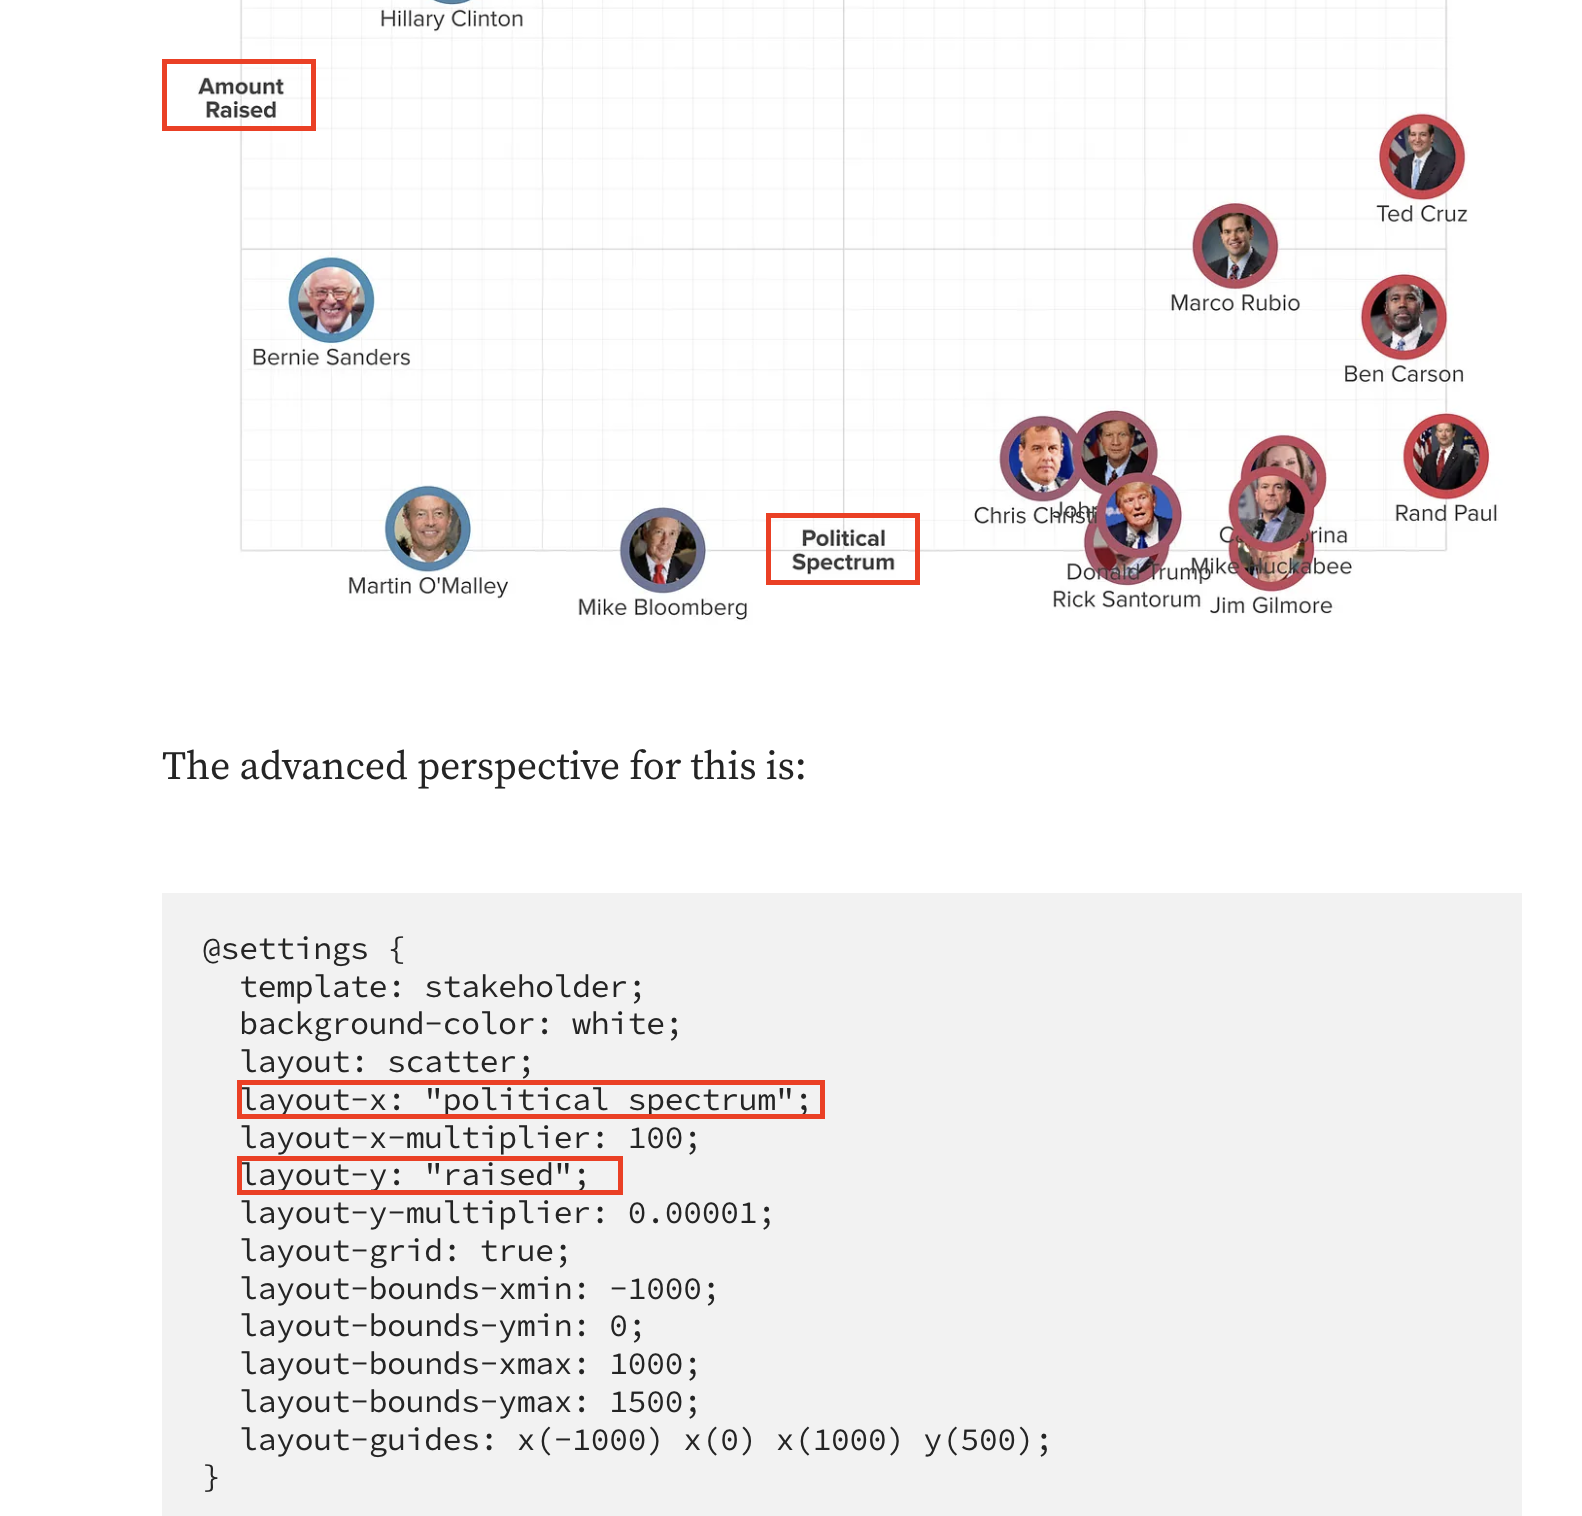 Hillary Clinton
Amount
Raised
Ted Cruz
Marco Rubio
Bernie Sanders
Ben Carson
Chris Christi
Joh
Rand Paul
Political
Spectrum
rina
Martin O'Malley
Donald Trump
Mike Huckabee
Mike Bloomberg
Rick Santorum
Jim Gilmore
The advanced perspective for this is:
@settings {
template: stakeholder;
background-color: white;
layout: scatter;
layout-x: "political spectrum";
layout-x-multiplier: 100;
layout-y: "raised";
layout-y-multiplier: 0.00001;
layout-grid: true;
layout-bounds-xmin: -1000;
layout-bounds-ymin: 0;
layout-bounds-xmax: 1000;
layout-bounds-ymax: 1500;
layout-guides: x(-1000) x(0) x(1000) y(500);
}